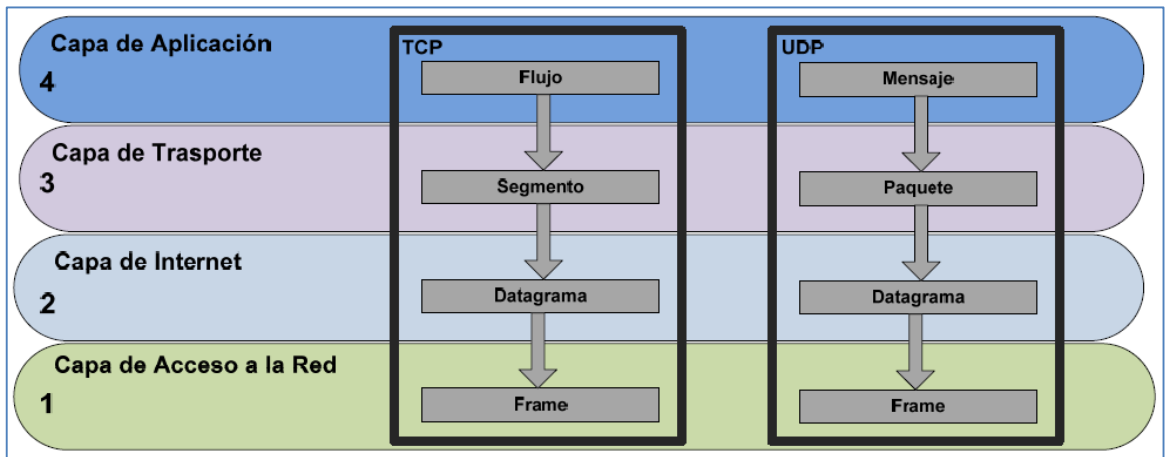 Capa de Aplicación
4
TCP
Flujo
UDP
Mensaje
Capa de Trasporte
3
Segmento
Paquete
Capa de Internet
2
Datagrama
Datagrama
Capa de Acceso a la Red
1
Frame
Frame